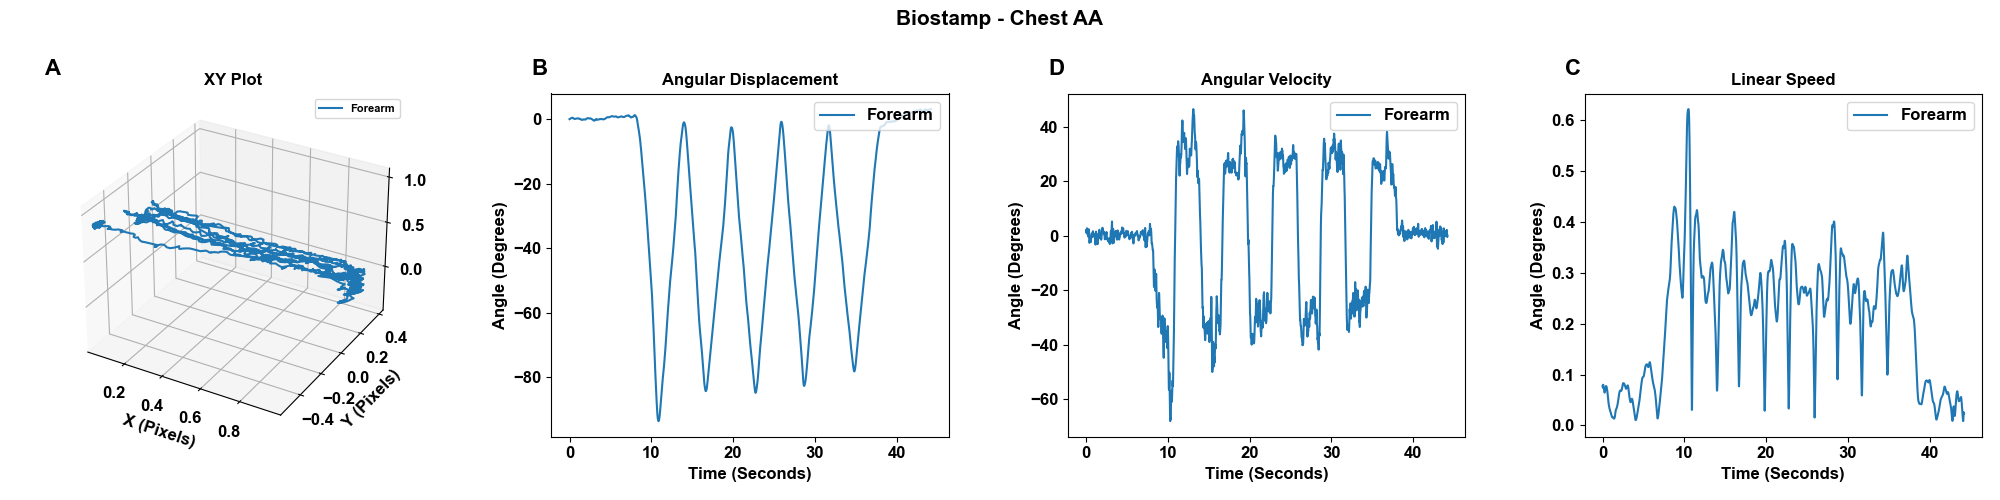 Biostamp - Chest AA
A
XY Plot
Forearm
1.0
0.5
0.0
0.4
0.2
0.0
−0.2
−0.4
Y (Pixels)
0.2
0.4
0.6
0.8
X (Pixels)
B
Angular Displacement
Forearm
Angle (Degrees)
0
−20
−40
−60
−80
0 10 20 30 40
Time (Seconds)
D
Angular Velocity
Forearm
Angle (Degrees)
40
20
0
−20
−40
−60
0 10 20 30 40
Time (Seconds)
C
Linear Speed
Forearm
Angle (Degrees)
0.6
0.5
0.4
0.3
0.2
0.1
0.0
0 10 20 30 40
Time (Seconds)